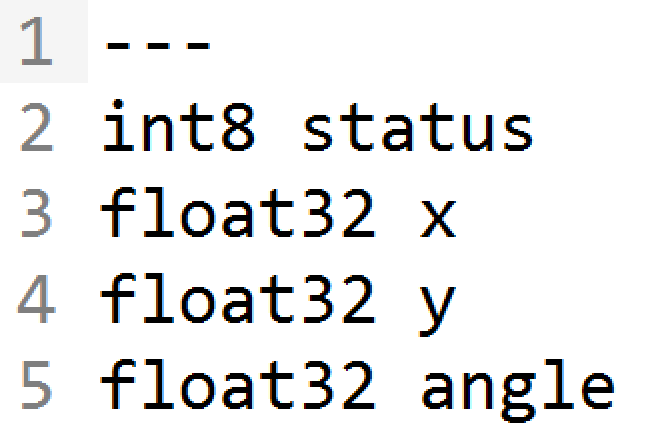 1 ---
2 int8 status
3 float32 x
4 float32 y
5 float32 angle